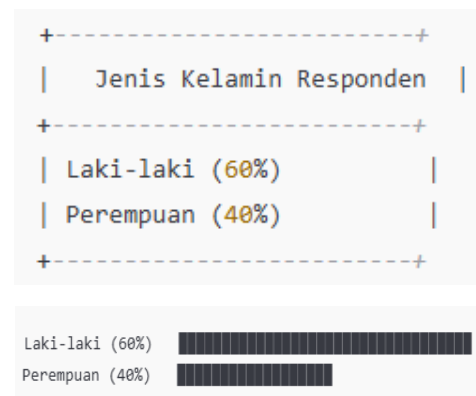 +--------------------------+
|   Jenis Kelamin Responden  |
+--------------------------+
| Laki-laki (60%)           |
| Perempuan (40%)           |
+--------------------------+
Laki-laki (60%)
Perempuan (40%)